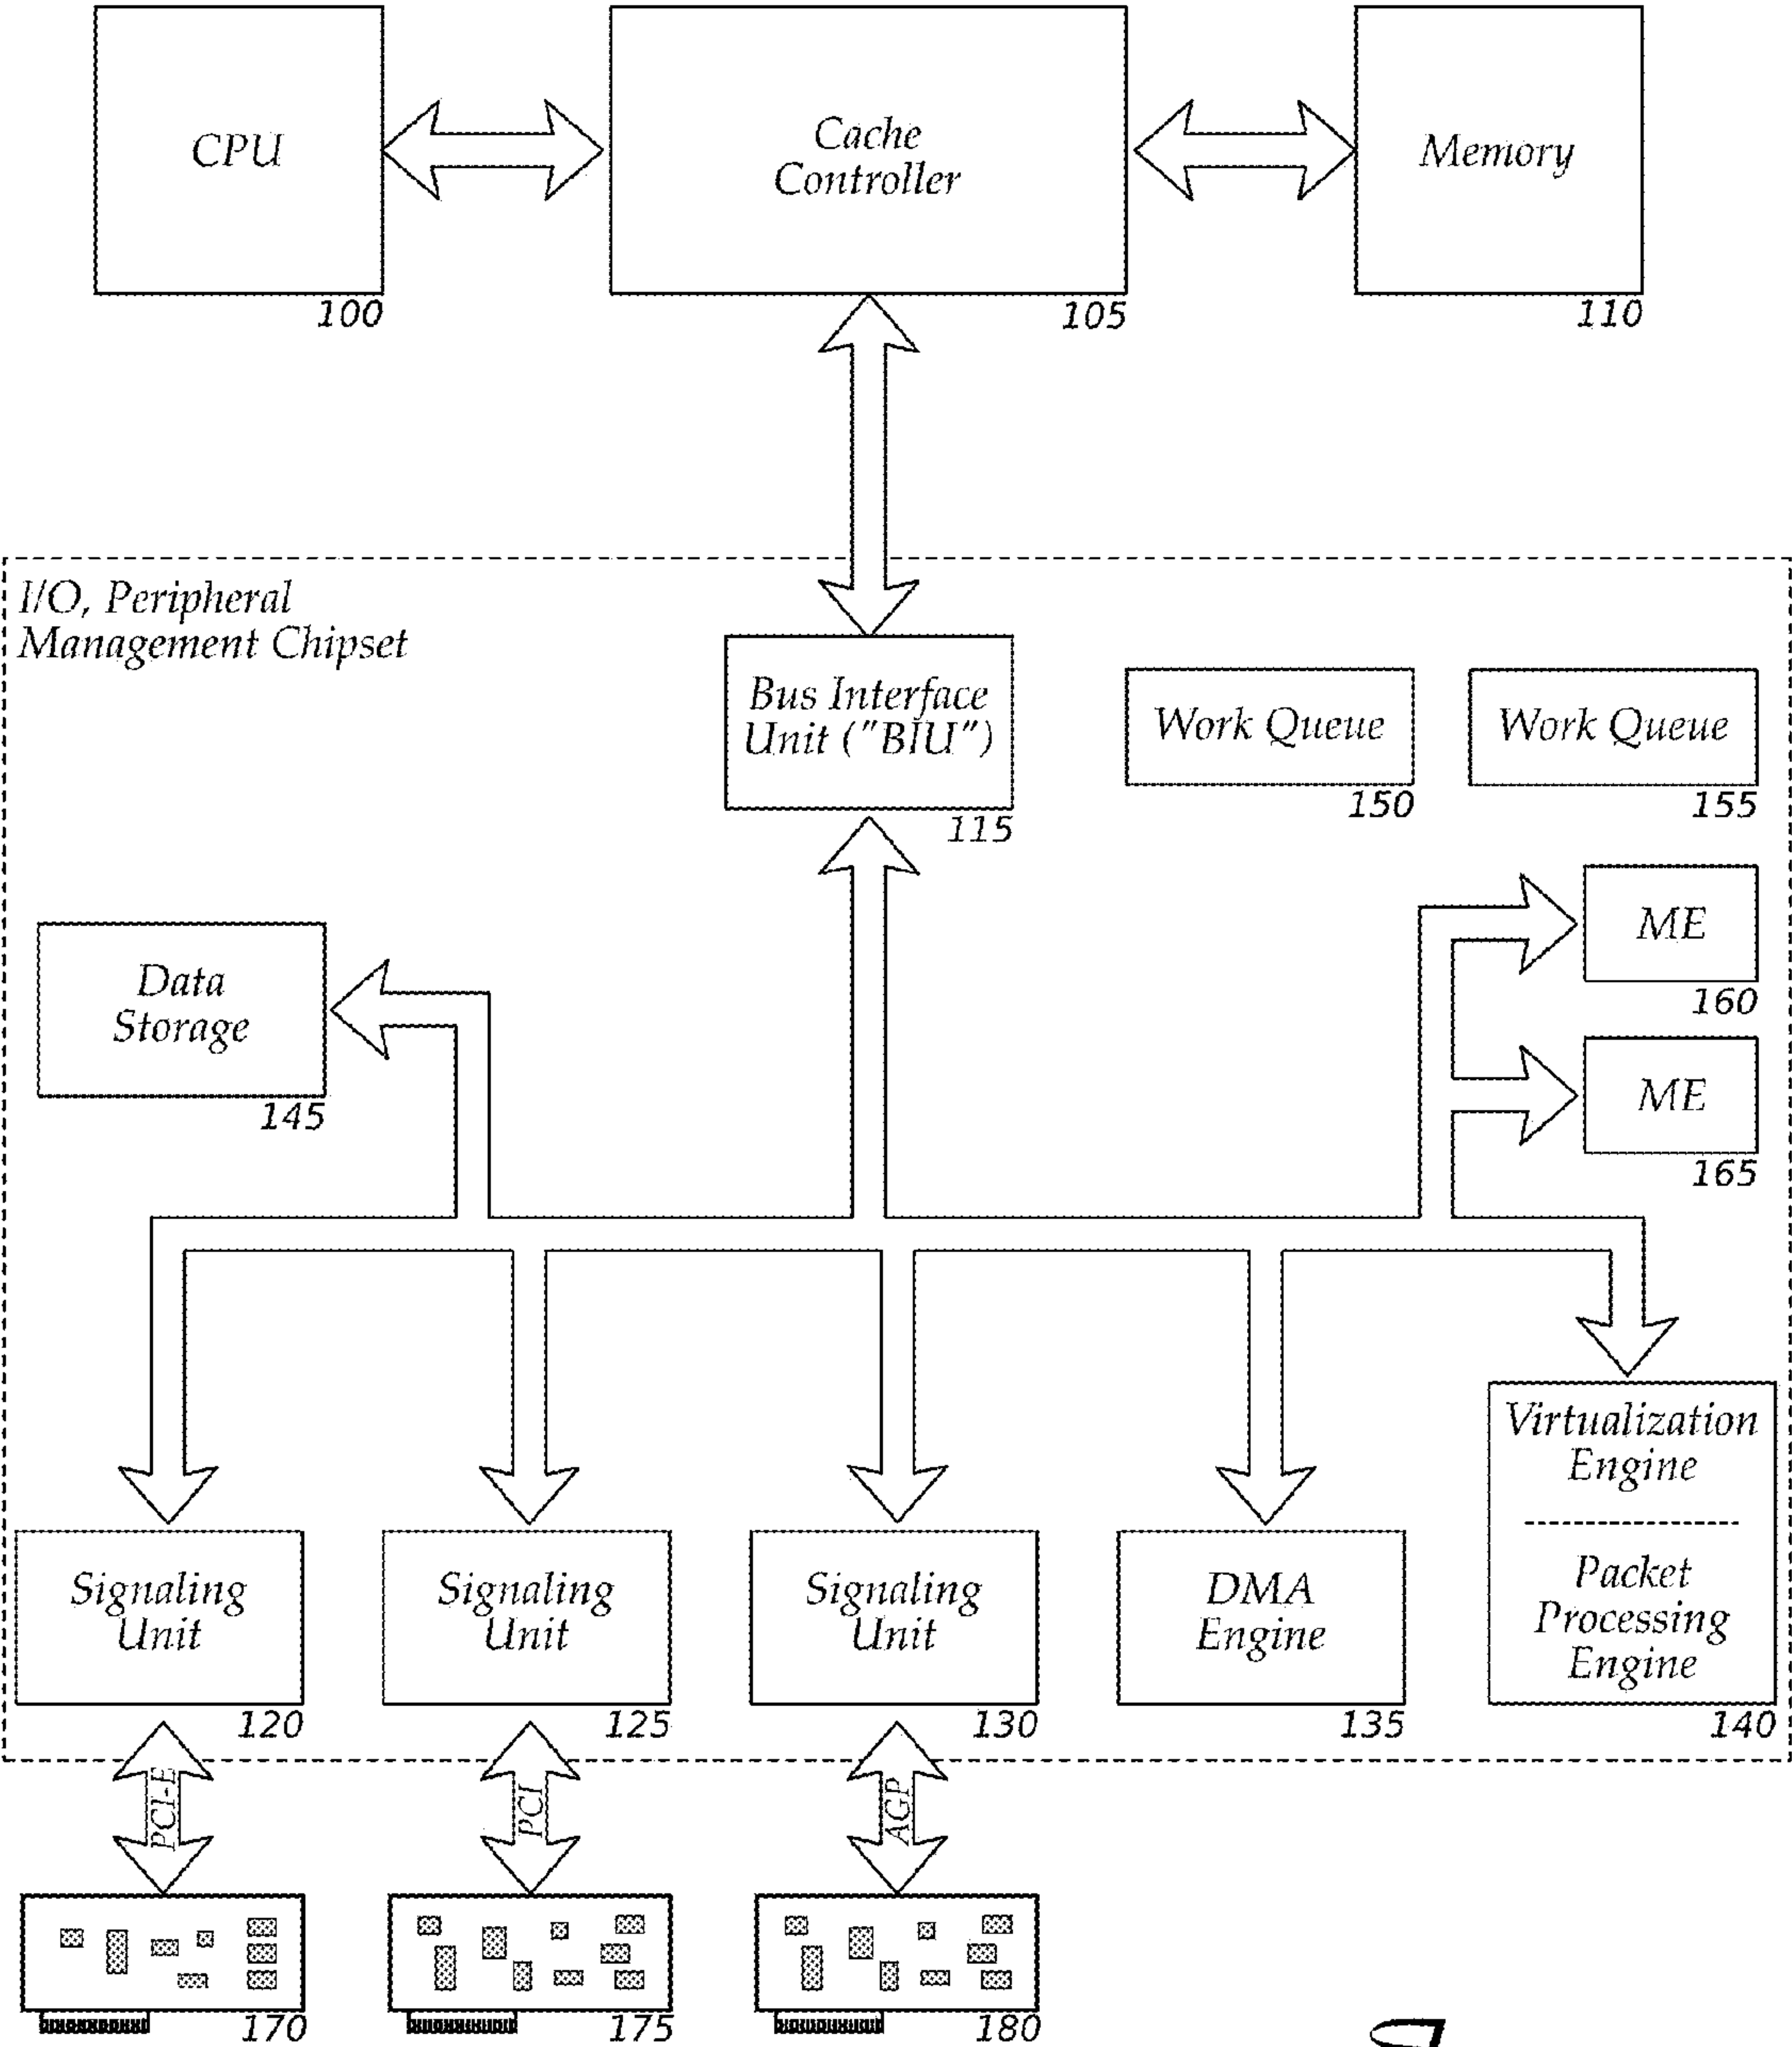 CPU
Cache
Controller
Memory
100
105
110
I/O, Peripheral
Management Chipset
Bus Interface
Unit ("BIU")
115
Work Queue
150
Work Queue
155
ME
160
Data
Storage
145
ME
165
Signaling
Unit
120
Signaling
Unit
125
Signaling
Unit
130
DMA
Engine
135
Virtualization
Engine
Packet
Processing
Engine
140
PCI-E
PCI
AGP
170
175
180